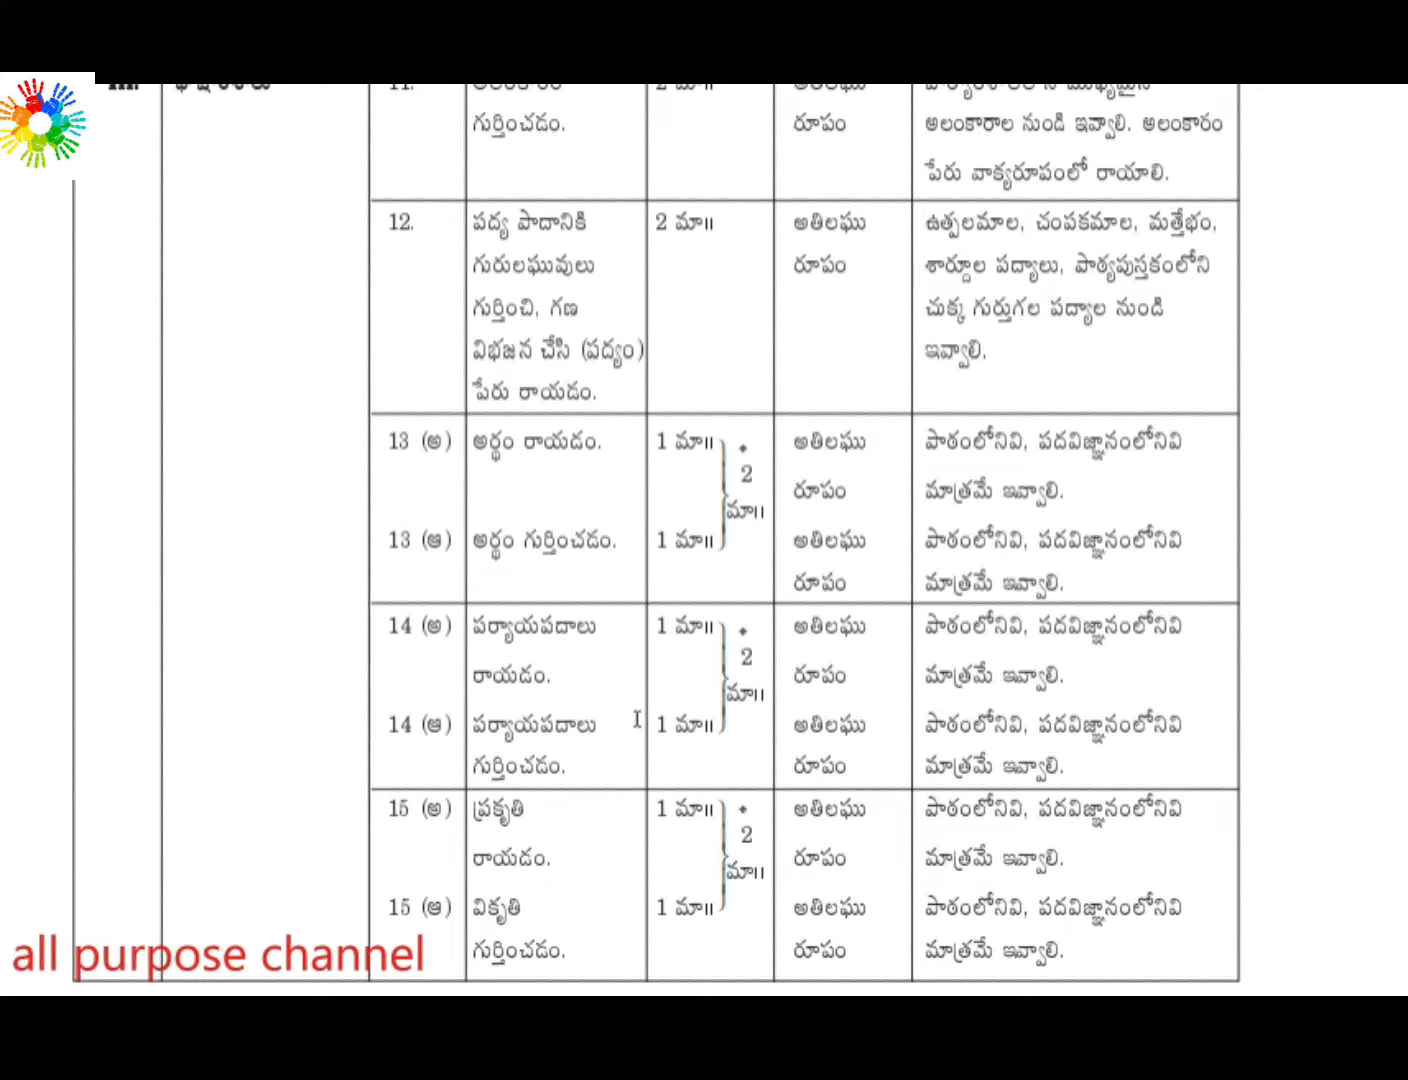 గుర్తించడం.
రూపం
అలంకారాల నుండి ఇవ్వాలి. అలంకారం
పేరు వాక్యరూపంలో రాయాలి.
12. పద్య పాదానికి 2 మా॥ అతిలఘు ఉత్పలమాల, చంపకమాల, మత్తేభం,
గురులఘువులు రూపం శార్దూల పద్యాలు, పాఠ్యపుస్తకంలోని
గుర్తించి, గణ చుక్క గుర్తుగల పద్యాల నుండి
విభజన చేసి (పద్యం) ఇవ్వాలి.
పేరు రాయడం.
13 (అ) అర్థం రాయడం. 1 మా॥ అతిలఘు పాఠంలోనివి, పదవిజ్ఞానంలోనివి
2
రూపం మాత్రమే ఇవ్వాలి.
మా॥
13 (ఆ) అర్థం గుర్తించడం. 1 మా॥ అతిలఘు పాఠంలోనివి, పదవిజ్ఞానంలోనివి
రూపం మాత్రమే ఇవ్వాలి.
14 (అ) పర్యాయపదాలు 1 మా॥ అతిలఘు పాఠంలోనివి, పదవిజ్ఞానంలోనివి
2
రాయడం. రూపం మాత్రమే ఇవ్వాలి.
మా॥
14 (ఆ) పర్యాయపదాలు 1 మా॥ అతిలఘు పాఠంలోనివి, పదవిజ్ఞానంలోనివి
గుర్తించడం. రూపం మాత్రమే ఇవ్వాలి.
15 (అ) ప్రకృతి 1 మా॥ అతిలఘు పాఠంలోనివి, పదవిజ్ఞానంలోనివి
2
రాయడం. రూపం మాత్రమే ఇవ్వాలి.
మా॥
15 (ఆ) వికృతి 1 మా॥ అతిలఘు పాఠంలోనివి, పదవిజ్ఞానంలోనివి
గుర్తించడం. రూపం మాత్రమే ఇవ్వాలి.
all purpose channel